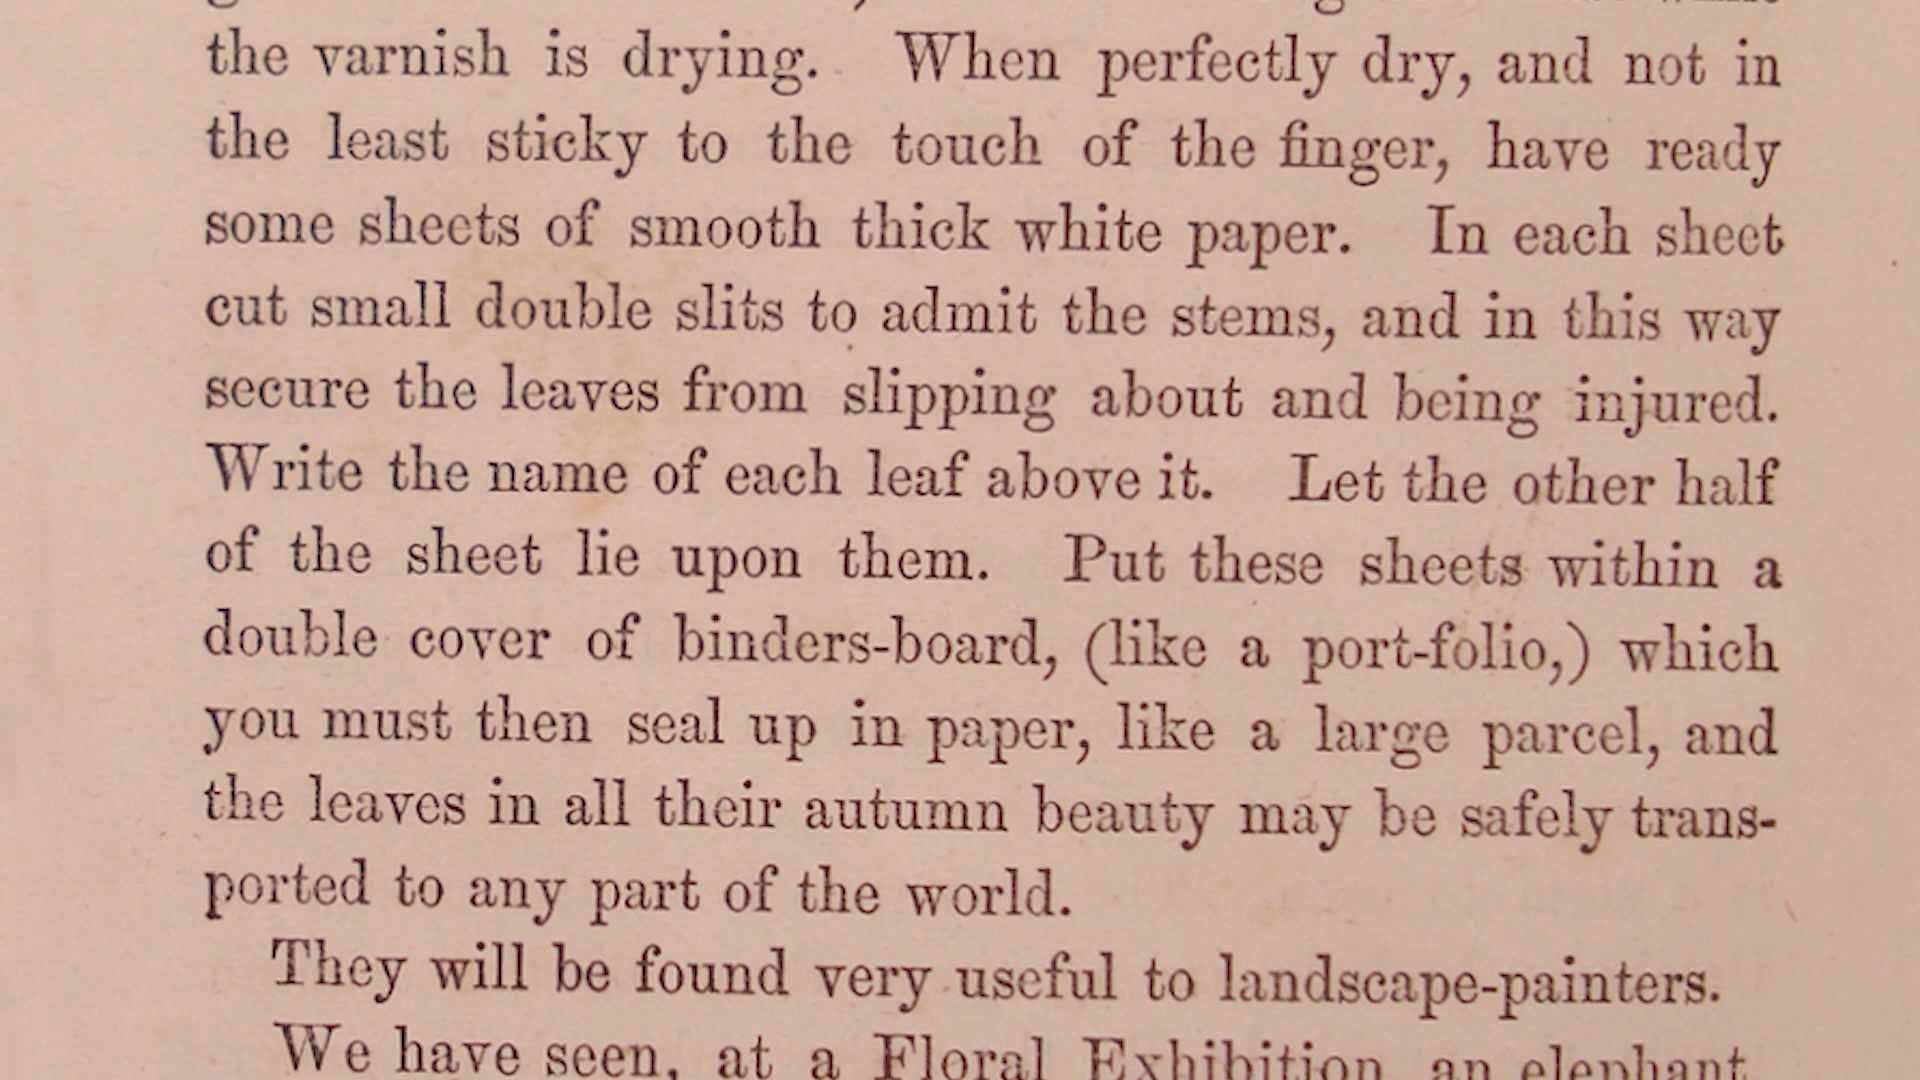 the varnish is drying. When perfectly dry, and not in
the least sticky to the touch of the finger, have ready
some sheets of smooth thick white paper. In each sheet
cut small double slits to admit the stems, and in this way
secure the leaves from slipping about and being injured.
Write the name of each leaf above it. Let the other half
of the sheet lie upon them. Put these sheets within a
double cover of binders-board, (like a port-folio,) which
you must then seal up in paper, like a large parcel, and
the leaves in all their autumn beauty may be safely trans-
ported to any part of the world.
They will be found very useful to landscape-painters.
We have seen, at a Floral Exhibition, an elephant